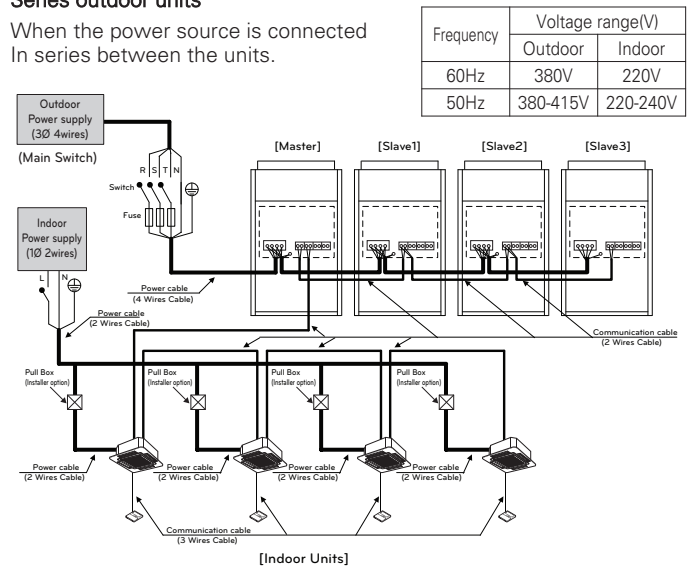 Series outdoor units
When the power source is connected
In series between the units.
Frequency
Voltage range(V)
Outdoor
Indoor
60Hz
380V
220V
50Hz
380-415V
220-240V
Outdoor
Power supply
(3Ø 4wires)
(Main Switch)
R S T N
Switch
Fuse
[Master]
[Slave1]
[Slave2]
[Slave3]
Indoor
Power supply
(1Ø 2wires)
L N
Power cable
(4 Wires Cable)
Power cable
(2 Wires Cable)
Communication cable
(2 Wires Cable)
Pull Box
(Installer option)
Pull Box
(Installer option)
Pull Box
(Installer option)
Pull Box
(Installer option)
Power cable
(2 Wires Cable)
Power cable
(2 Wires Cable)
Power cable
(2 Wires Cable)
Power cable
(2 Wires Cable)
Communication cable
(3 Wires Cable)
[Indoor Units]